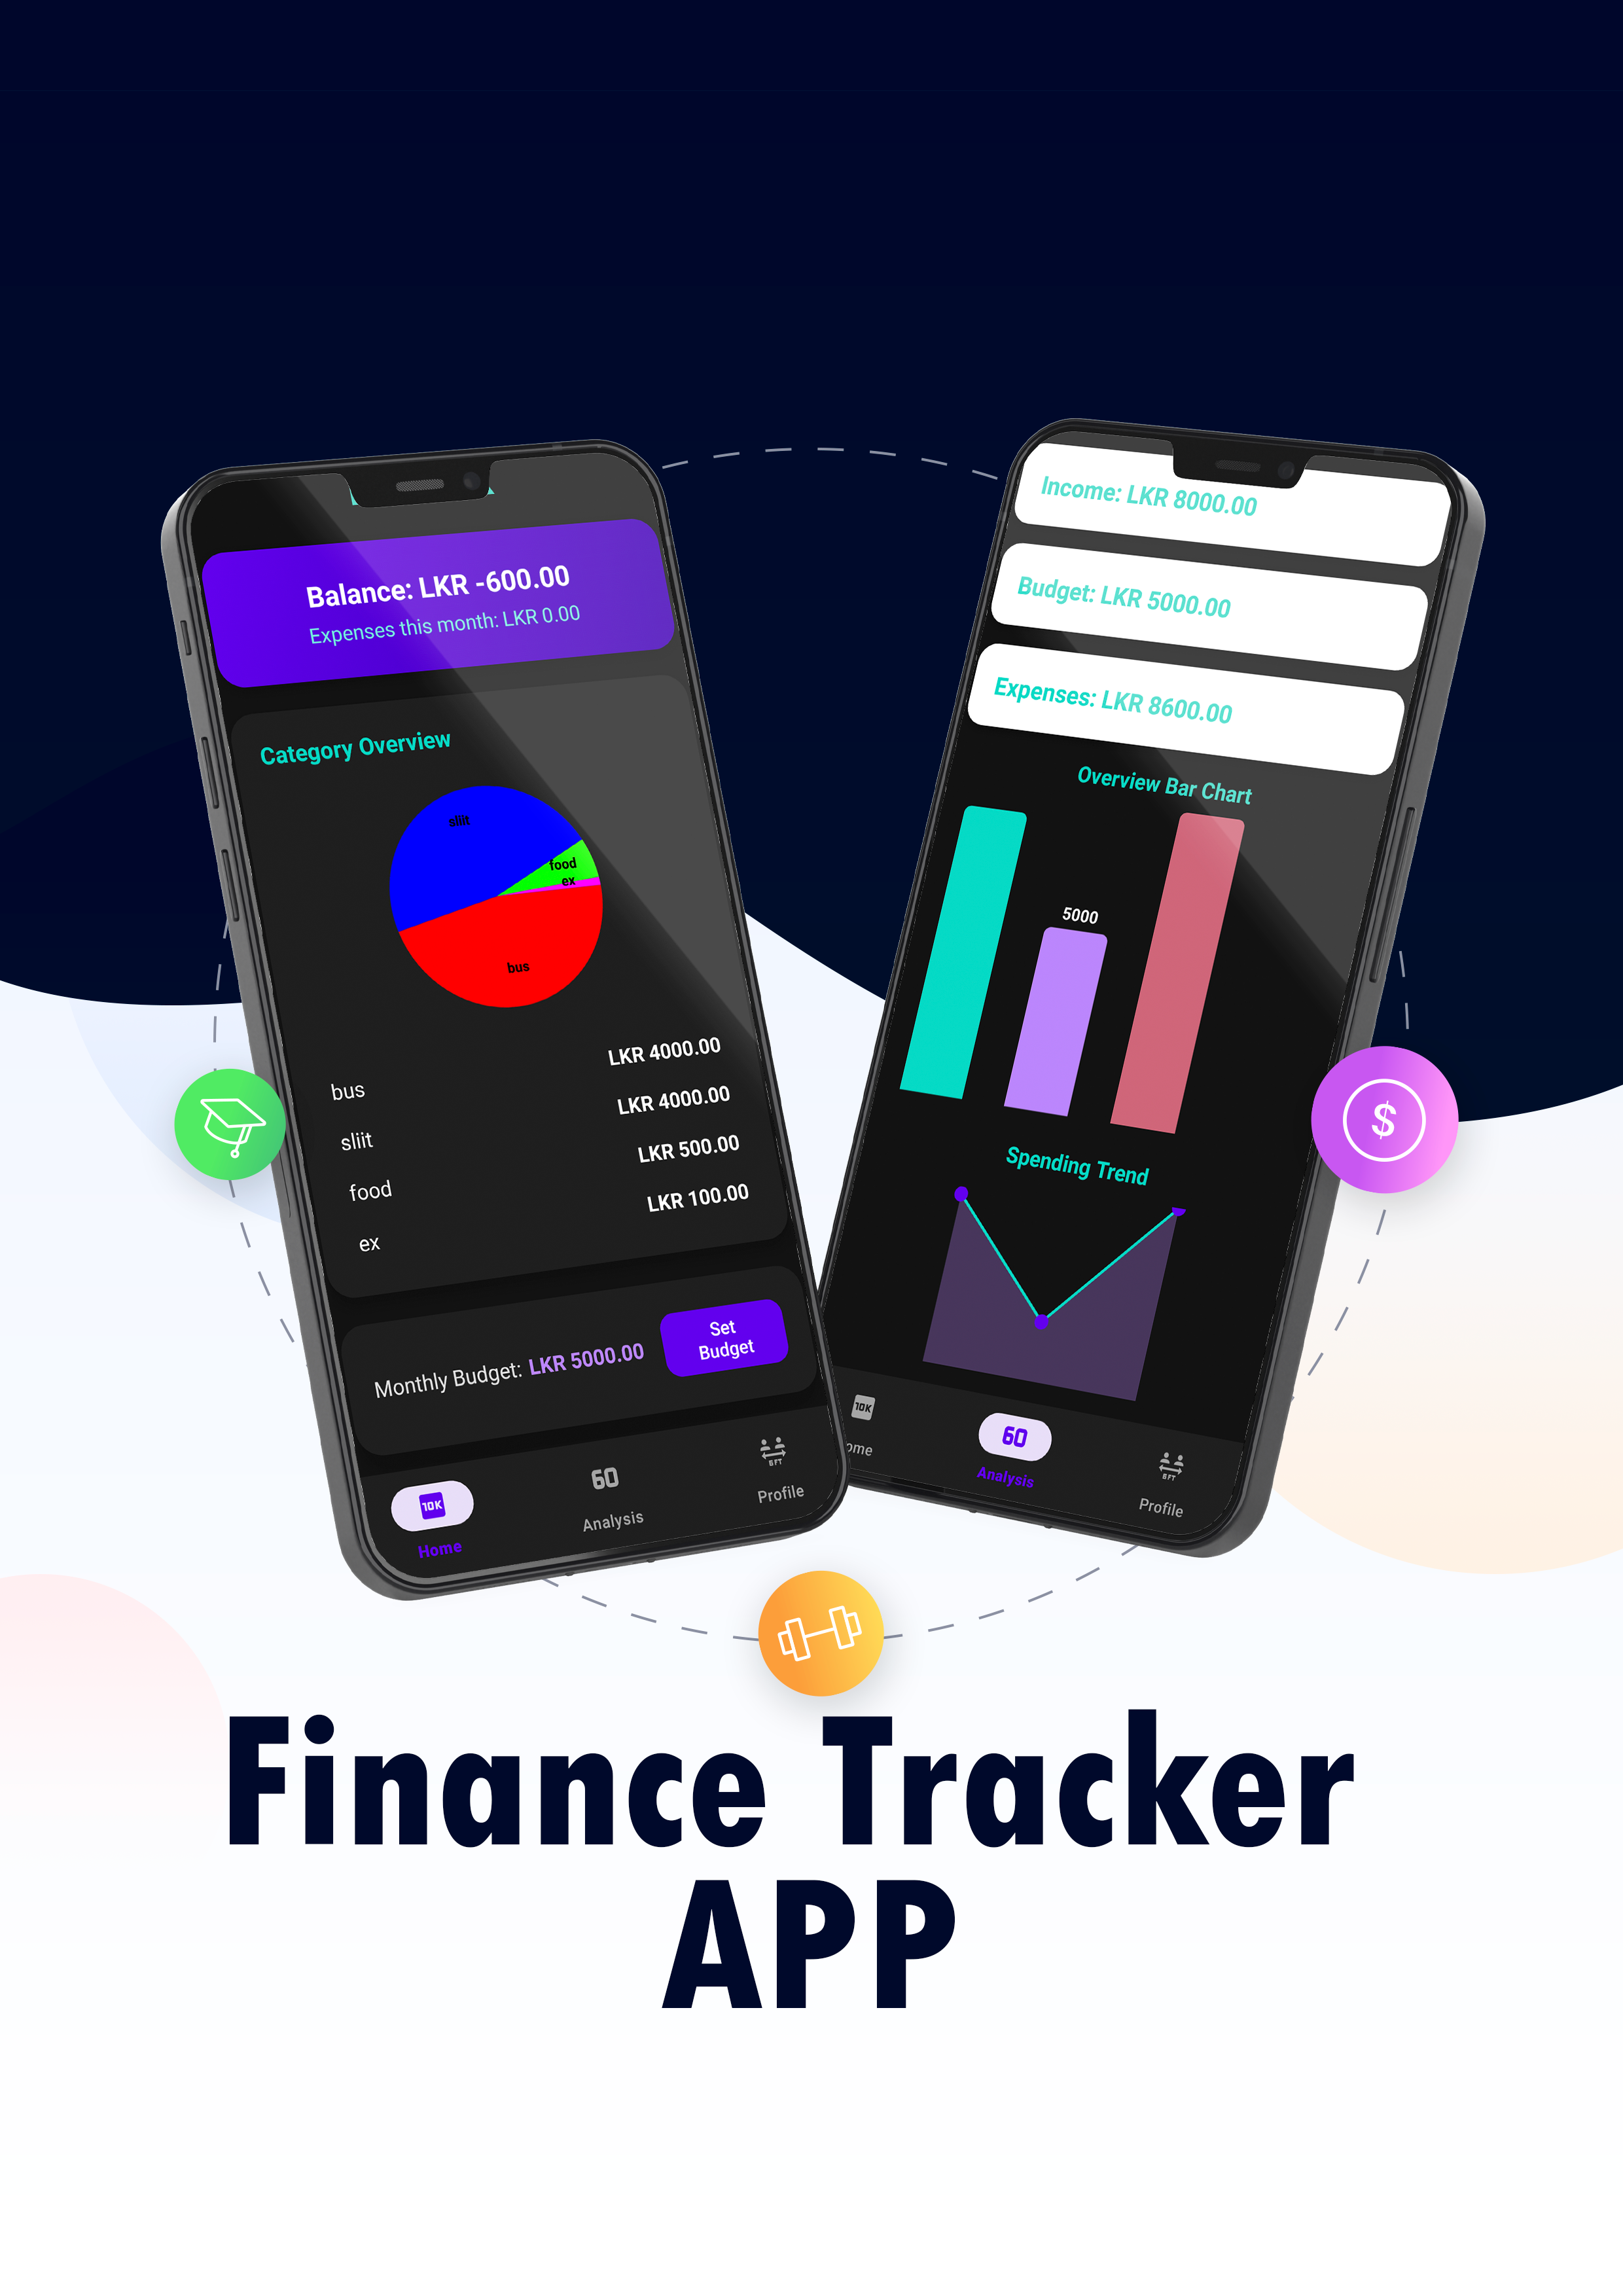 Balance: LKR -600.00
Expenses this month: LKR 0.00
Category Overview
sliit
food
ex
bus
bus LKR 4000.00
sliit LKR 4000.00
food LKR 500.00
ex LKR 100.00
Monthly Budget: LKR 5000.00
Set
Budget
10K
60
6FT
Home
Analysis
Profile
Income: LKR 8000.00
Budget: LKR 5000.00
Expenses: LKR 8600.00
Overview Bar Chart
5000
Spending Trend
10K
60
6FT
ome
Analysis
Profile
$
Finance Tracker
APP